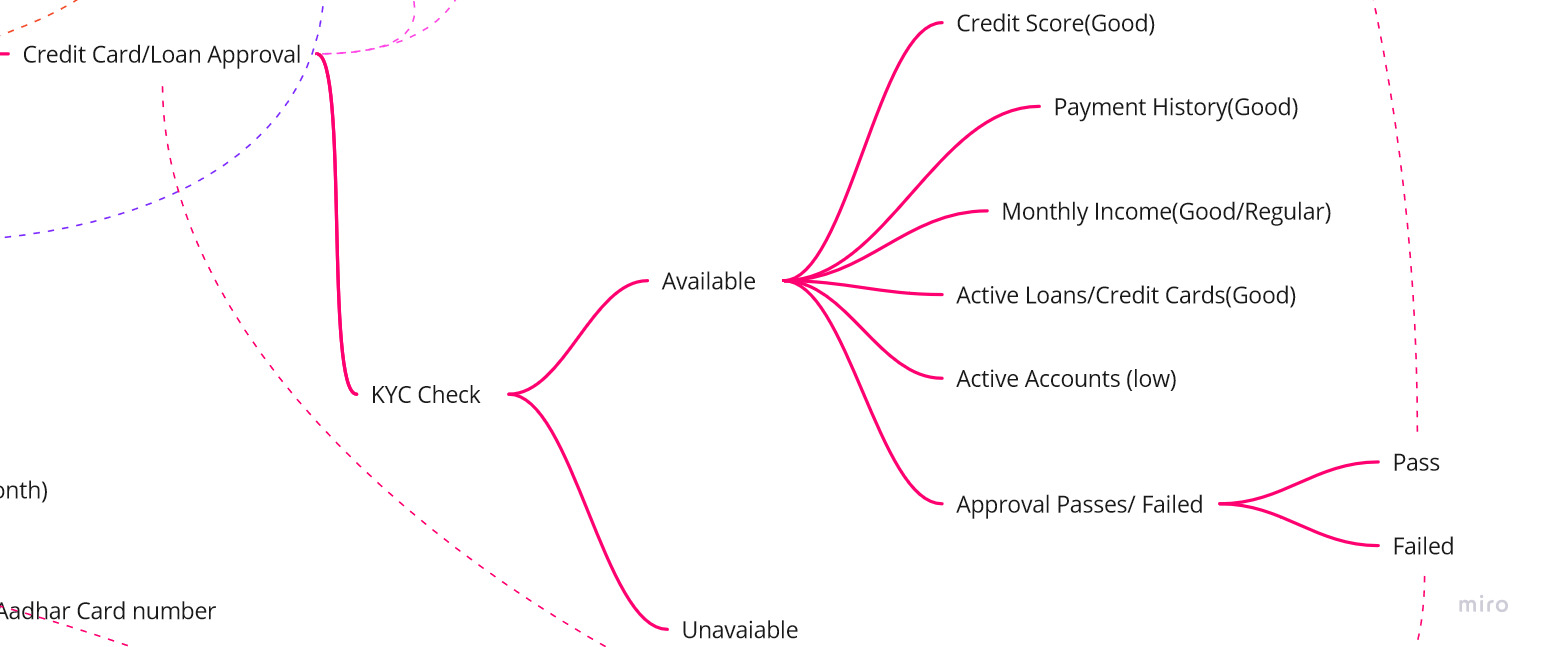 Credit Score(Good)
Credit Card/Loan Approval
Payment History(Good)
Monthly Income(Good/Regular)
Available
Active Loans/Credit Cards(Good)
Active Accounts (low)
KYC Check
Pass
onth)
Approval Passes/ Failed
Failed
miro
Aadhar Card number
Unavaiable